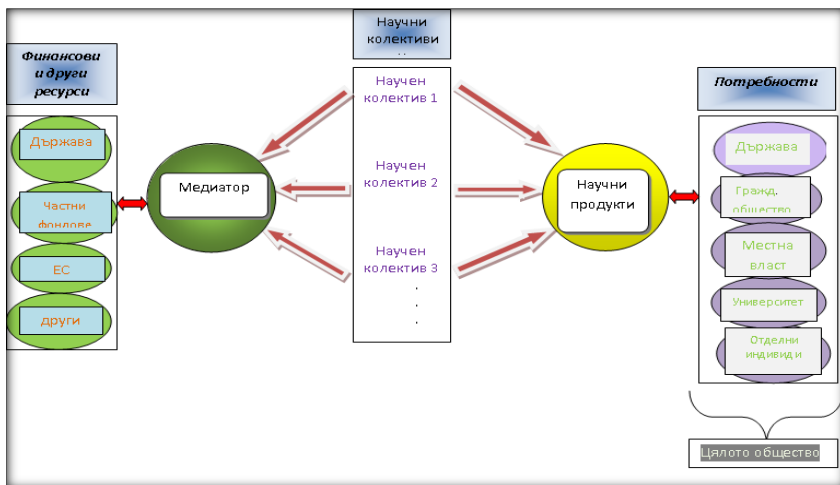 Финансови
и други
ресурси
Държава
Частни
фондове
ЕС
други
Медиатор
Научни
колективи
Научен
колектив 1
Научен
колектив 2
Научен
колектив 3
.
.
.
Научни
продукти
Потребности
Държава
Гражд.
общество
Местна
власт
Университет
Отделни
индивиди
Цялото общество